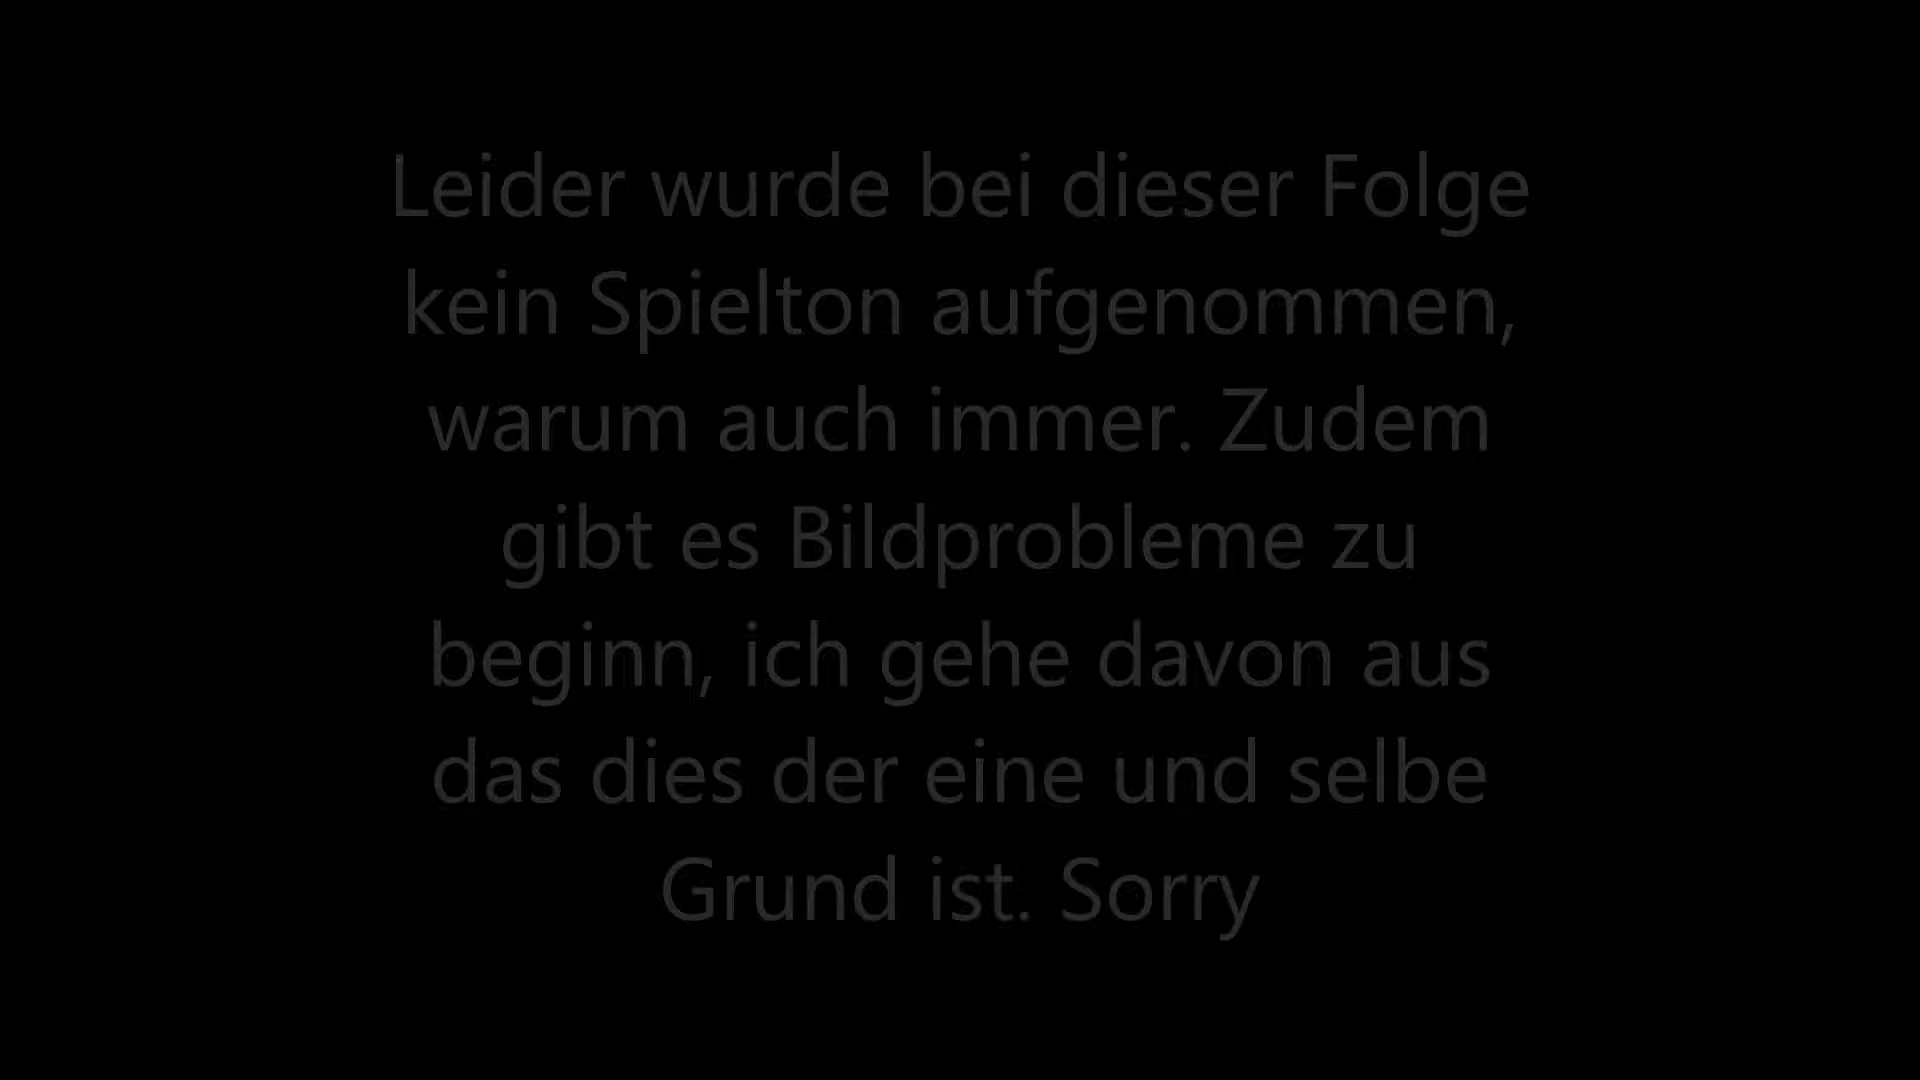 Leider wurde bei dieser Folge
kein Spielton aufgenommen,
warum auch immer. Zudem
gibt es Bildprobleme zu
beginn, ich gehe davon aus
das dies der eine und selbe
Grund ist. Sorry